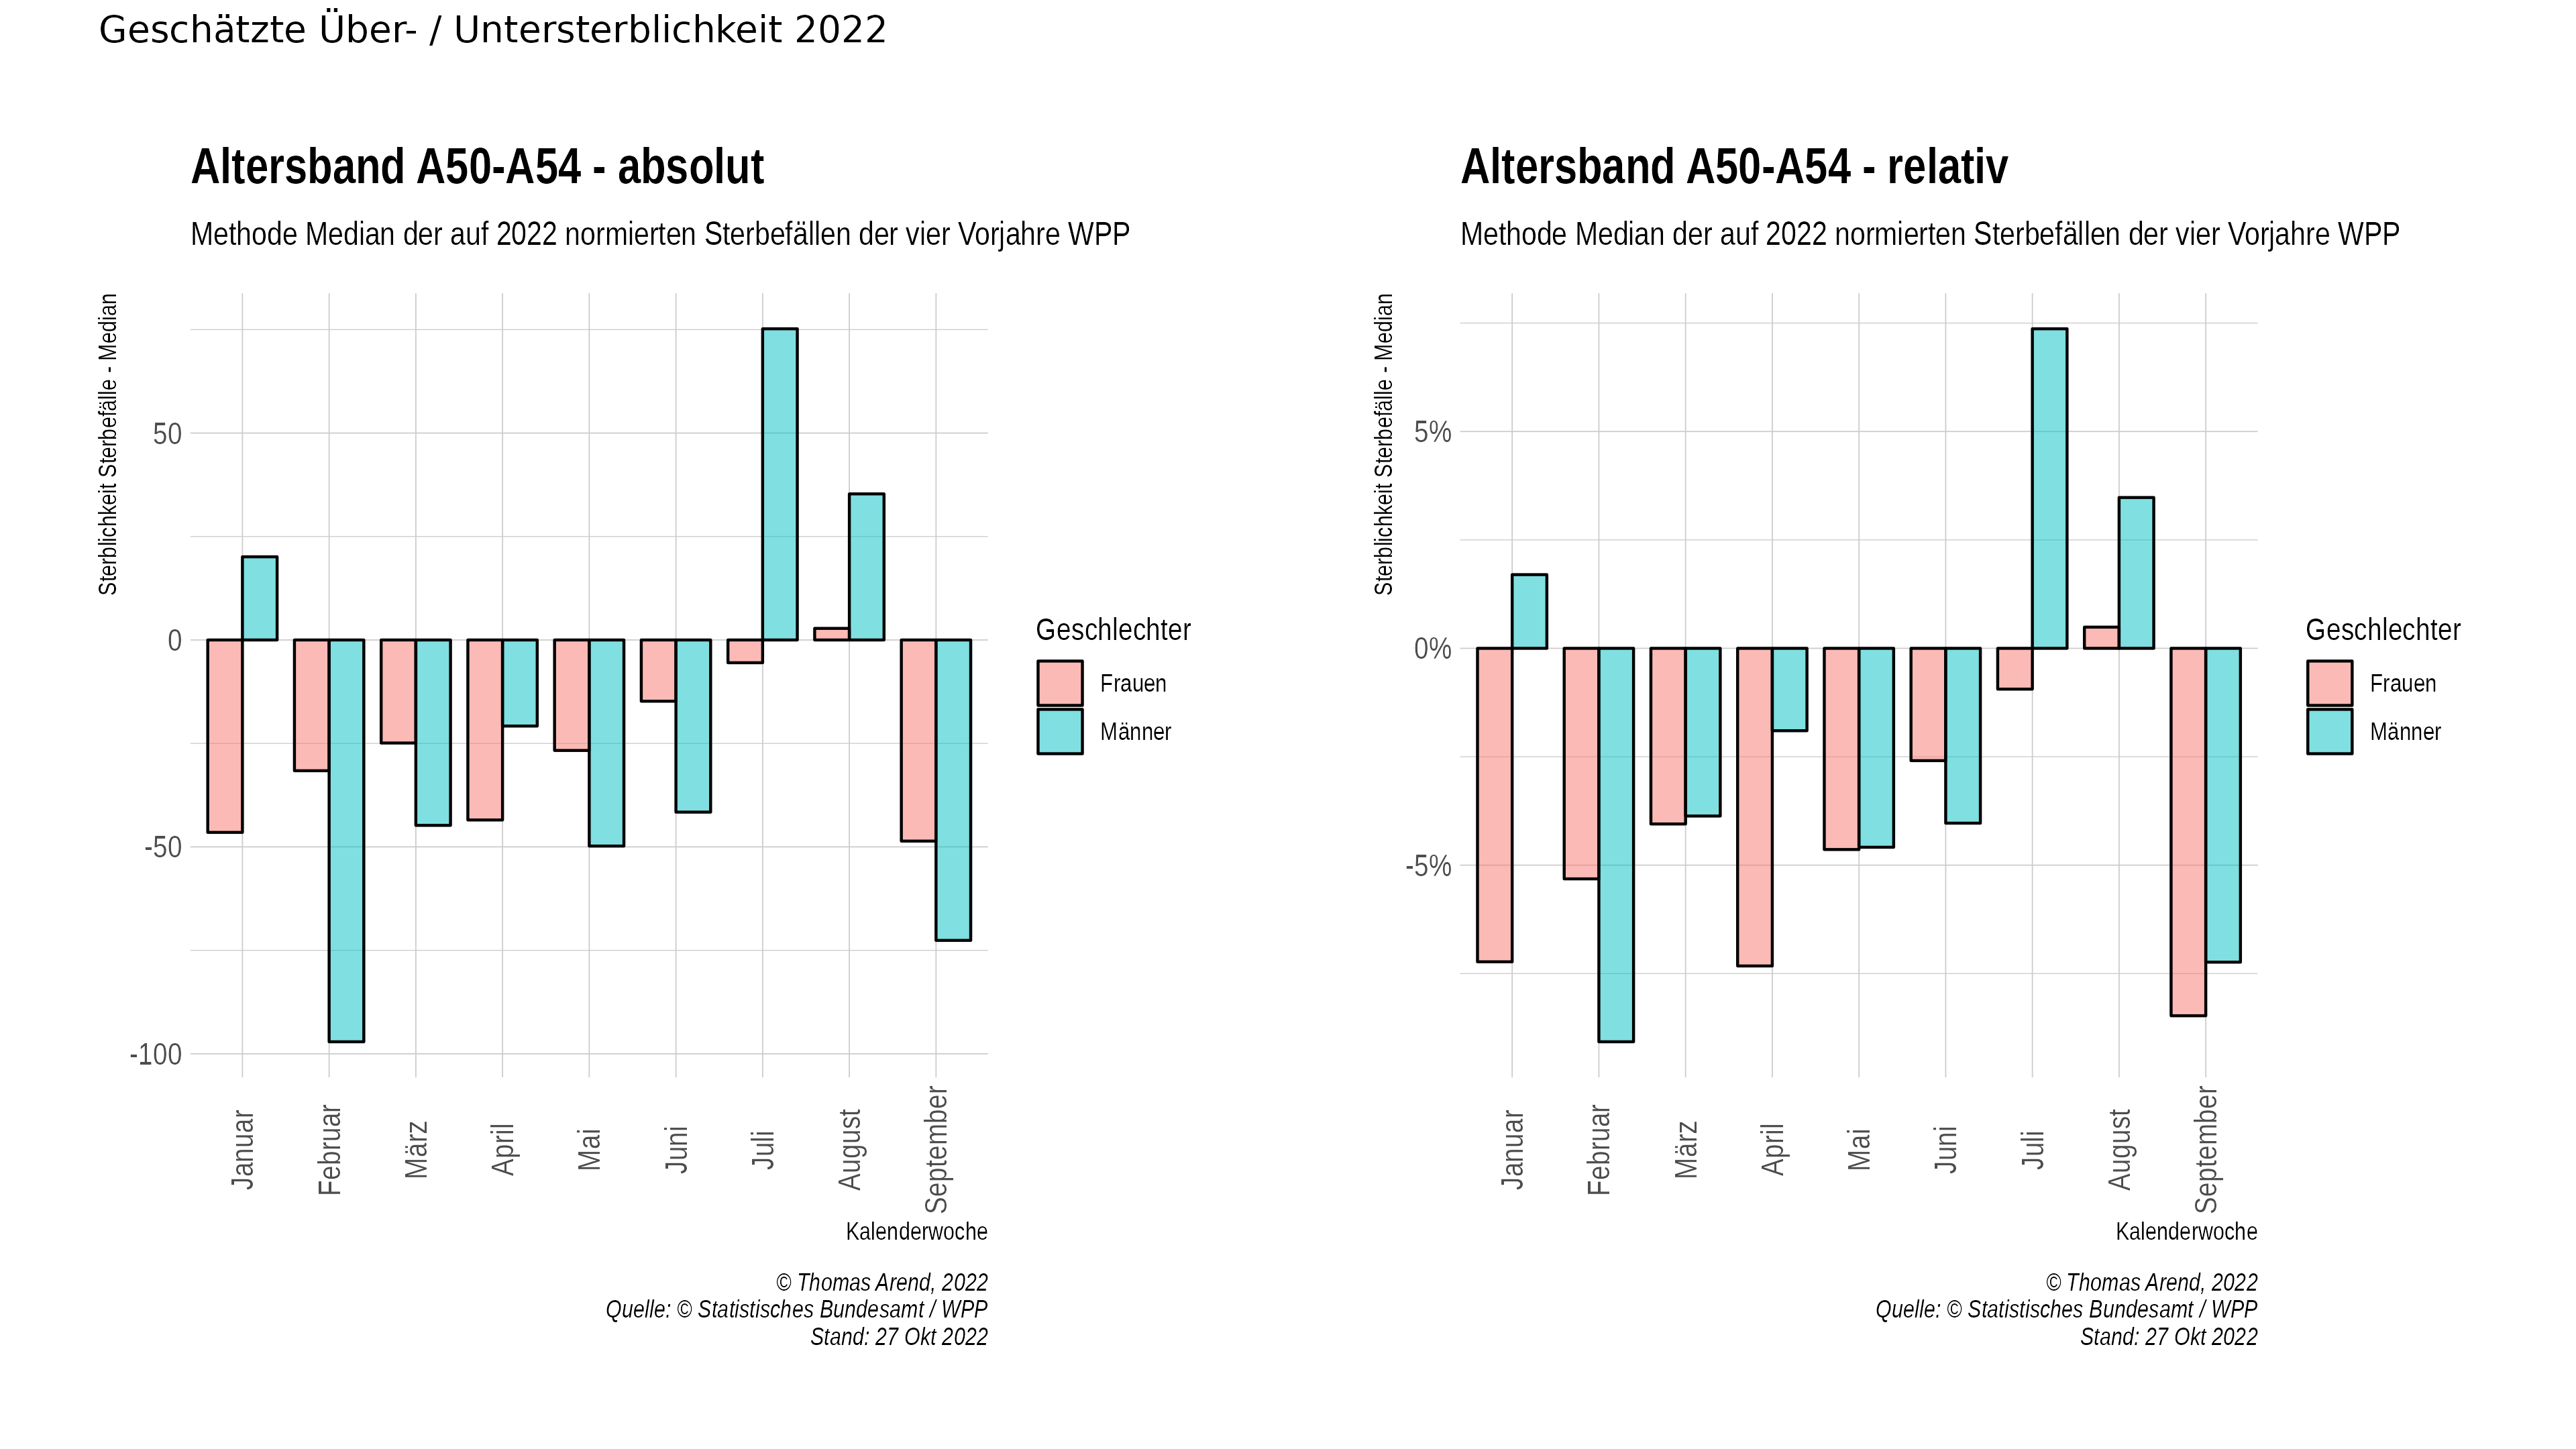 Geschätzte Über- / Untersterblichkeit 2022
Altersband A50-A54 - absolut
Methode Median der auf 2022 normierten Sterbefällen der vier Vorjahre WPP
Sterblichkeit Sterbefälle - Median
50
0
-50
-100
Januar
Februar
März
April
Mai
Juni
Juli
August
September
Kalenderwoche
Geschlechter
Frauen
Männer
© Thomas Arend, 2022
Quelle: © Statistisches Bundesamt / WPP
Stand: 27 Okt 2022
Altersband A50-A54 - relativ
Methode Median der auf 2022 normierten Sterbefällen der vier Vorjahre WPP
Sterblichkeit Sterbefälle - Median
5%
0%
-5%
Januar
Februar
März
April
Mai
Juni
Juli
August
September
Kalenderwoche
Geschlechter
Frauen
Männer
© Thomas Arend, 2022
Quelle: © Statistisches Bundesamt / WPP
Stand: 27 Okt 2022